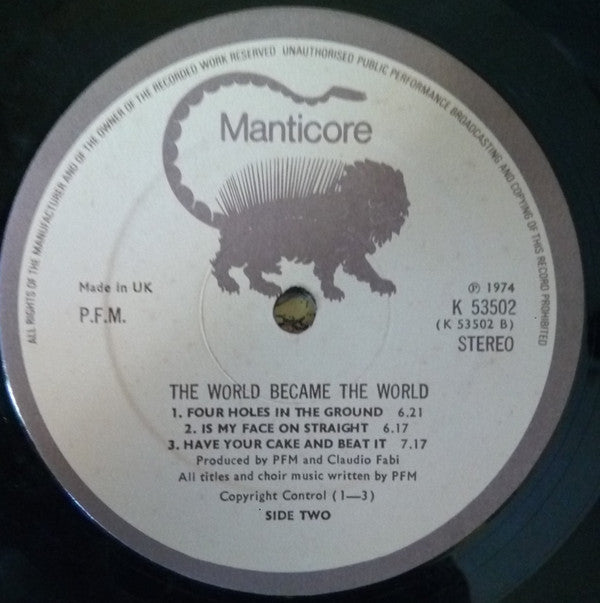 ALL RIGHTS OF THE MANUFACTURER AND OF THE OWNER OF THE RECORDED WORK RESERVED UNAUTHORISED PUBLIC PERFORMANCE BROADCASTING AND COPYING OF THIS RECORD PROHIBITED
Manticore
Made in UK
P.F.M.
℗ 1974
K 53502
(K 53502 B)
STEREO
THE WORLD BECAME THE WORLD
1. FOUR HOLES IN THE GROUND 6.21
2. IS MY FACE ON STRAIGHT 6.17
3. HAVE YOUR CAKE AND BEAT IT 7.17
Produced by PFM and Claudio Fabi
All titles and choir music written by PFM
Copyright Control (1—3)
SIDE TWO